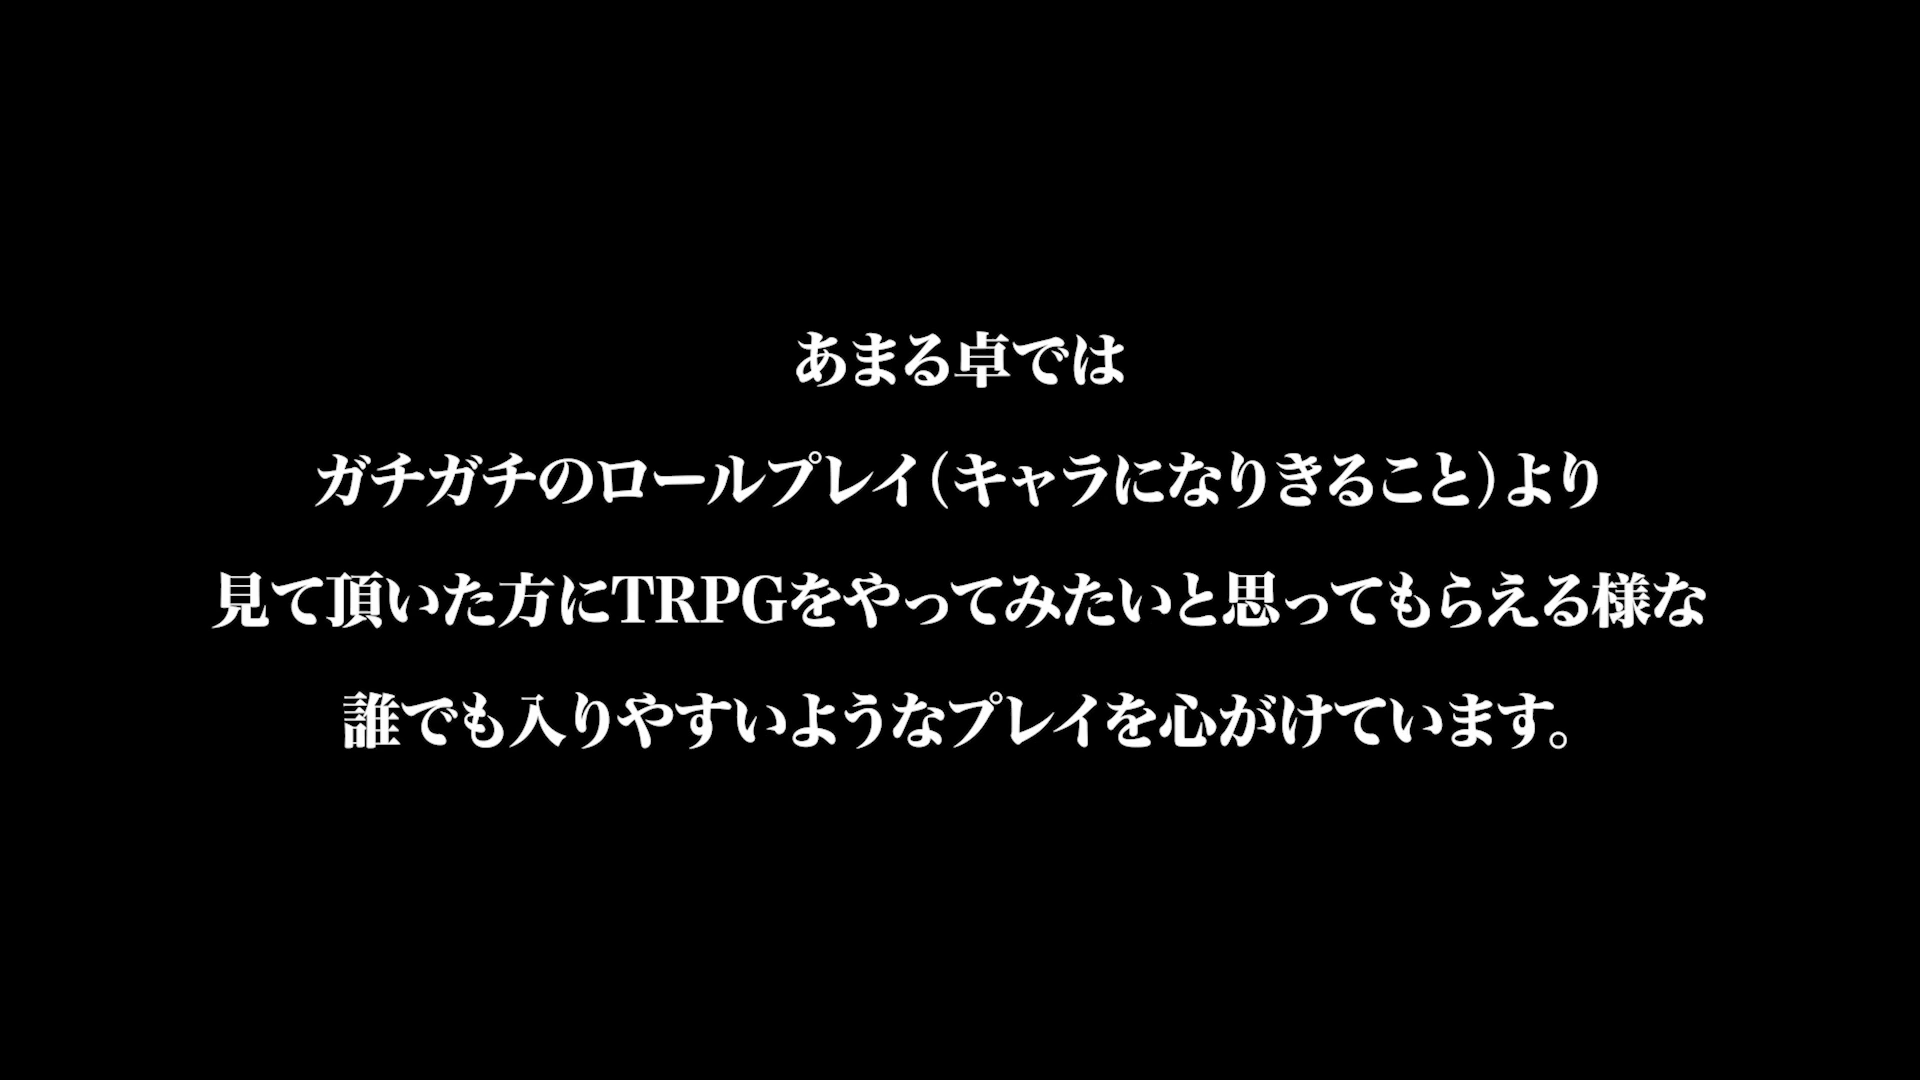 あまる卓では
ガチガチのロールプレイ(キャラになりきること)より
見て頂いた方にTRPGをやってみたいと思ってもらえる様な
誰でも入りやすいようなプレイを心がけています。